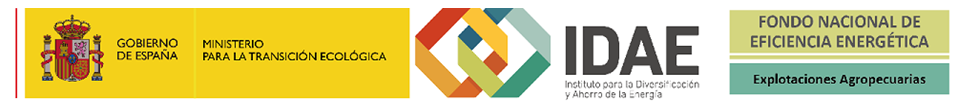 GOBIERNO
DE ESPAÑA
MINISTERIO
PARA LA TRANSICIÓN ECOLÓGICA
IDAE
Instituto para la Diversificación
y Ahorro de la Energía
FONDO NACIONAL DE
EFICIENCIA ENERGÉTICA
Explotaciones Agropecuarias